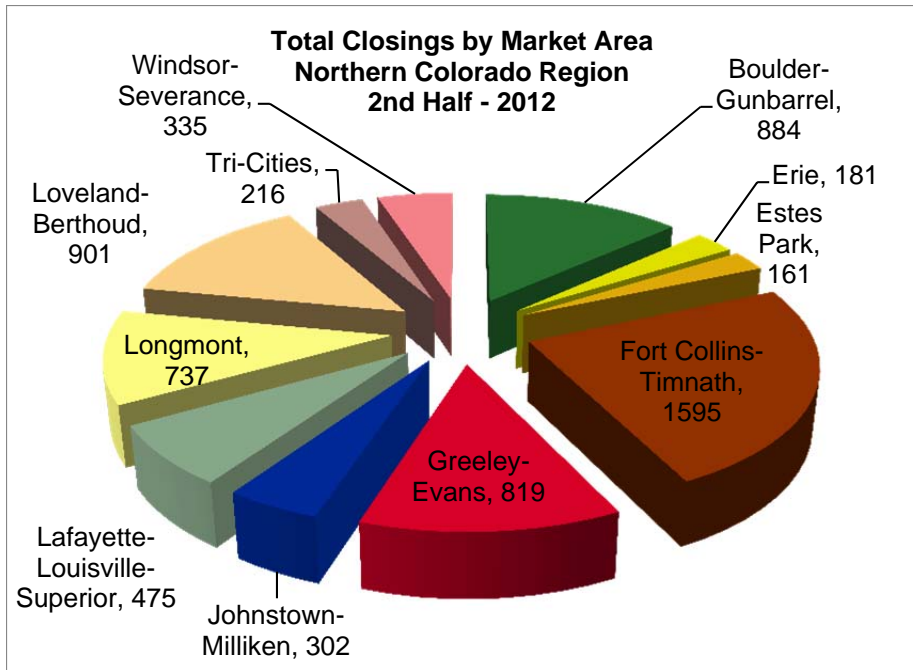 Total Closings by Market Area
Northern Colorado Region
2nd Half - 2012
Boulder-
Gunbarrel,
884
Erie, 181
Estes
Park,
161
Fort Collins-
Timnath,
1595
Greeley-
Evans, 819
Johnstown-
Milliken, 302
Lafayette-
Louisville-
Superior, 475
Longmont,
737
Loveland-
Berthoud,
901
Tri-Cities,
216
Windsor-
Severance,
335